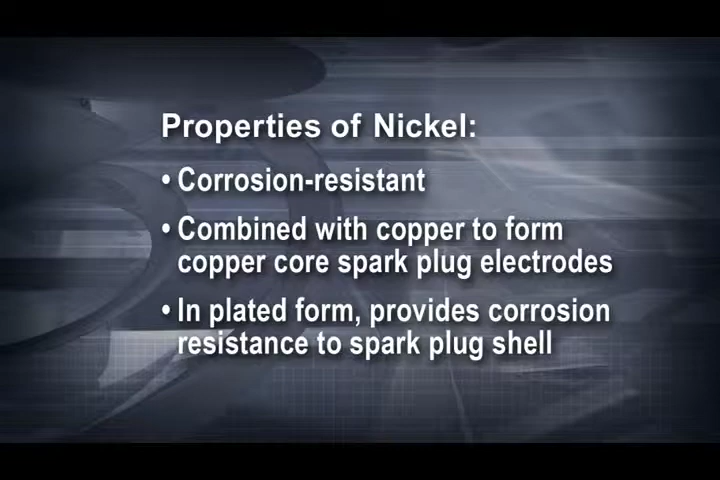 Properties of Nickel:
• Corrosion-resistant
• Combined with copper to form
copper core spark plug electrodes
• In plated form, provides corrosion
resistance to spark plug shell